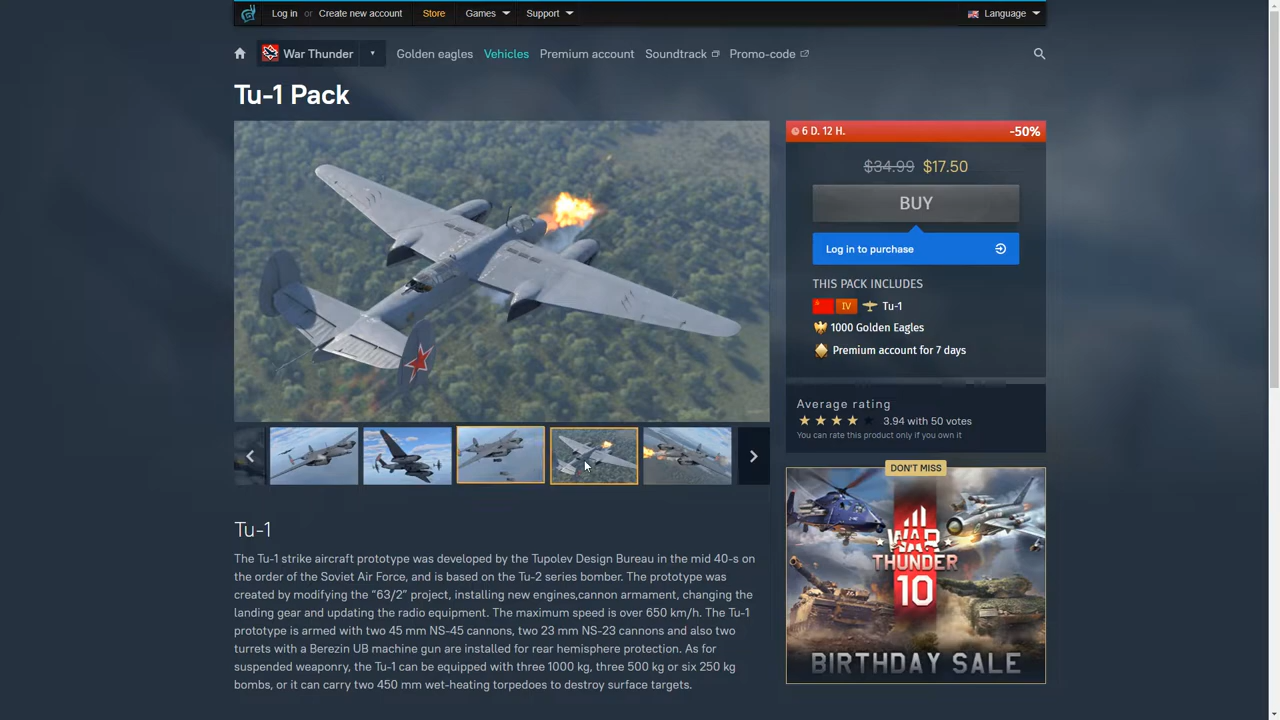 Log in or Create new account Store Games Support Language
War Thunder Golden eagles Vehicles Premium account Soundtrack Promo-code
Tu-1 Pack
6 D. 12 H. -50%
$34.99 $17.50
BUY
Log in to purchase
THIS PACK INCLUDES
IV Tu-1
1000 Golden Eagles
Premium account for 7 days
Average rating
3.94 with 50 votes
You can rate this product only if you own it
DON'T MISS
WAR
THUNDER
10
BIRTHDAY SALE
Tu-1
The Tu-1 strike aircraft prototype was developed by the Tupolev Design Bureau in the mid 40-s on
the order of the Soviet Air Force, and is based on the Tu-2 series bomber. The prototype was
created by modifying the "63/2" project, installing new engines,cannon armament, changing the
landing gear and updating the radio equipment. The maximum speed is over 650 km/h. The Tu-1
prototype is armed with two 45 mm NS-45 cannons, two 23 mm NS-23 cannons and also two
turrets with a Berezin UB machine gun are installed for rear hemisphere protection. As for
suspended weaponry, the Tu-1 can be equipped with three 1000 kg, three 500 kg or six 250 kg
bombs, or it can carry two 450 mm wet-heating torpedoes to destroy surface targets.